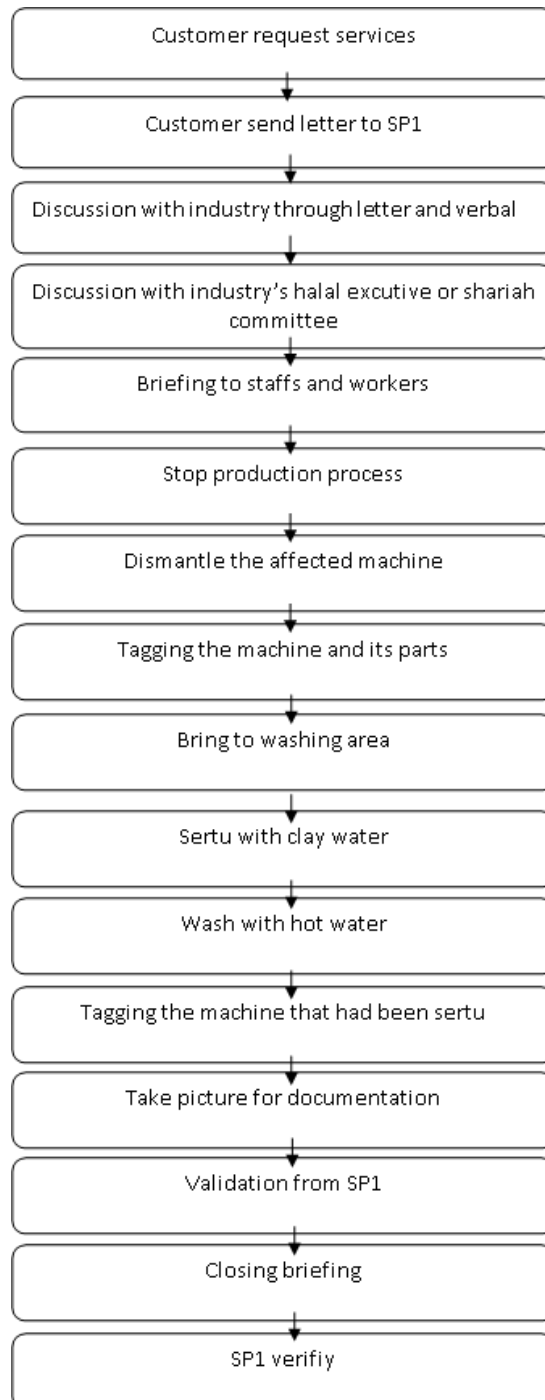 Customer request services
Customer send letter to SP1
Discussion with industry through letter and verbal
Discussion with industry's halal excutive or shariah
committee
Briefing to staffs and workers
Stop production process
Dismantle the affected machine
Tagging the machine and its parts
Bring to washing area
Sertu with clay water
Wash with hot water
Tagging the machine that had been sertu
Take picture for documentation
Validation from SP1
Closing briefing
SP1 verifiy